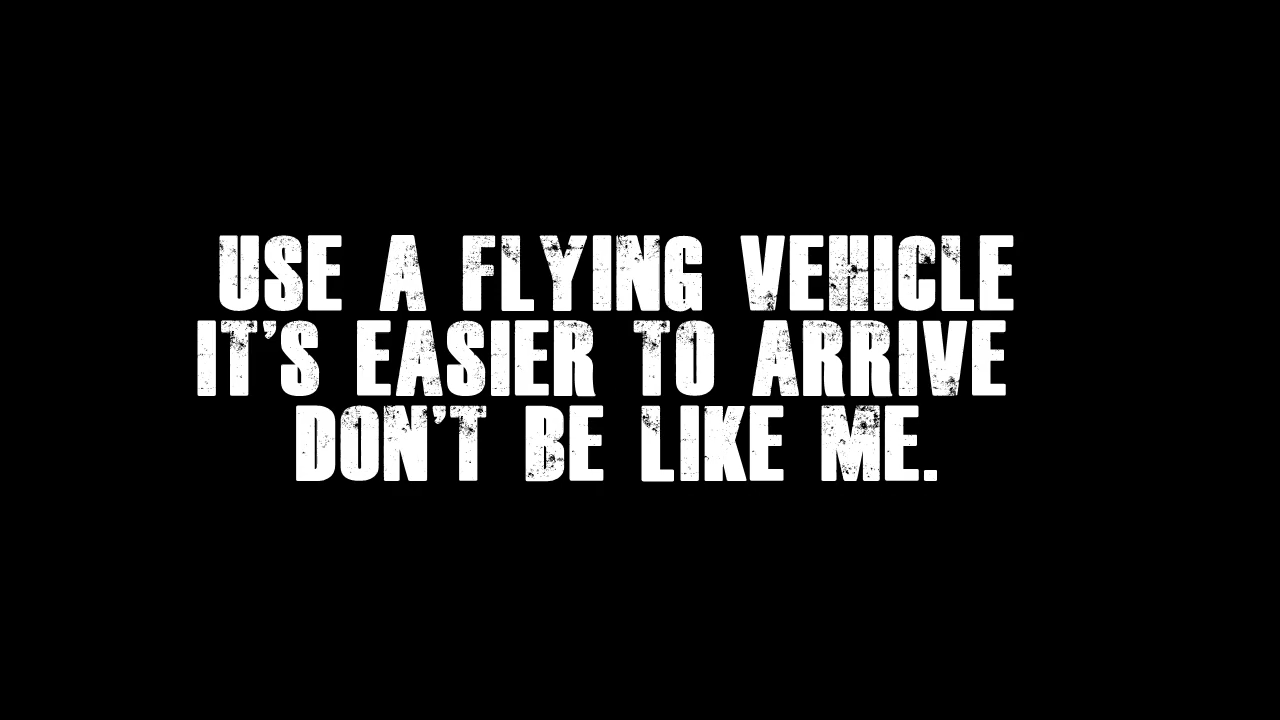 USE A FLYING VEHICLE
IT'S EASIER TO ARRIVE
DON'T BE LIKE ME.